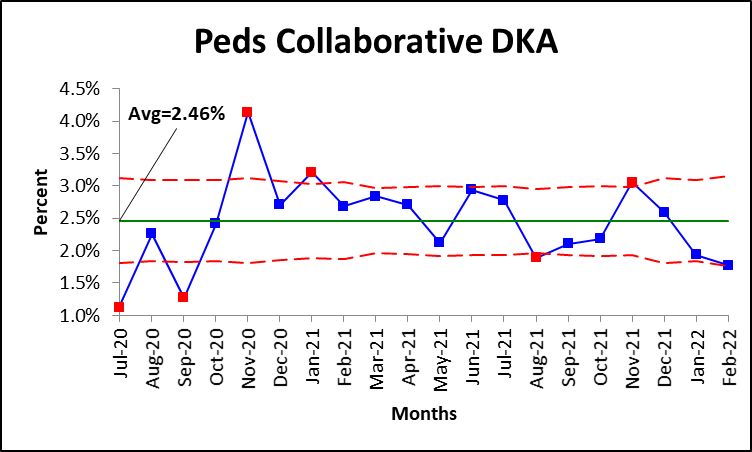 Peds Collaborative DKA
4.5%
Avg=2.46%
4.0%
3.5%
3.0%
2.5%
2.0%
1.5%
1.0%
Percent
Jul-20
Aug-20
Sep-20
Oct-20
Nov-20
Dec-20
Jan-21
Feb-21
Mar-21
Apr-21
May-21
Jun-21
Jul-21
Aug-21
Sep-21
Oct-21
Nov-21
Dec-21
Jan-22
Feb-22
Months